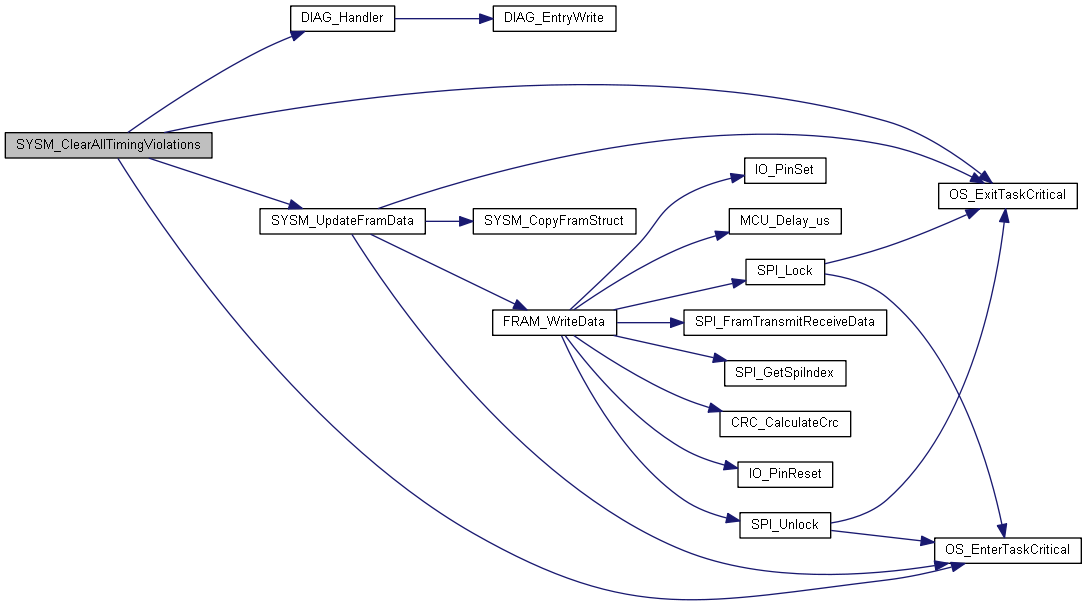 DIAG_Handler
DIAG_EntryWrite
SYSM_ClearAllTimingViolations
IO_PinSet
OS_ExitTaskCritical
SYSM_UpdateFramData
SYSM_CopyFramStruct
MCU_Delay_us
SPI_Lock
FRAM_WriteData
SPI_FramTransmitReceiveData
SPI_GetSpiIndex
CRC_CalculateCrc
IO_PinReset
SPI_Unlock
OS_EnterTaskCritical